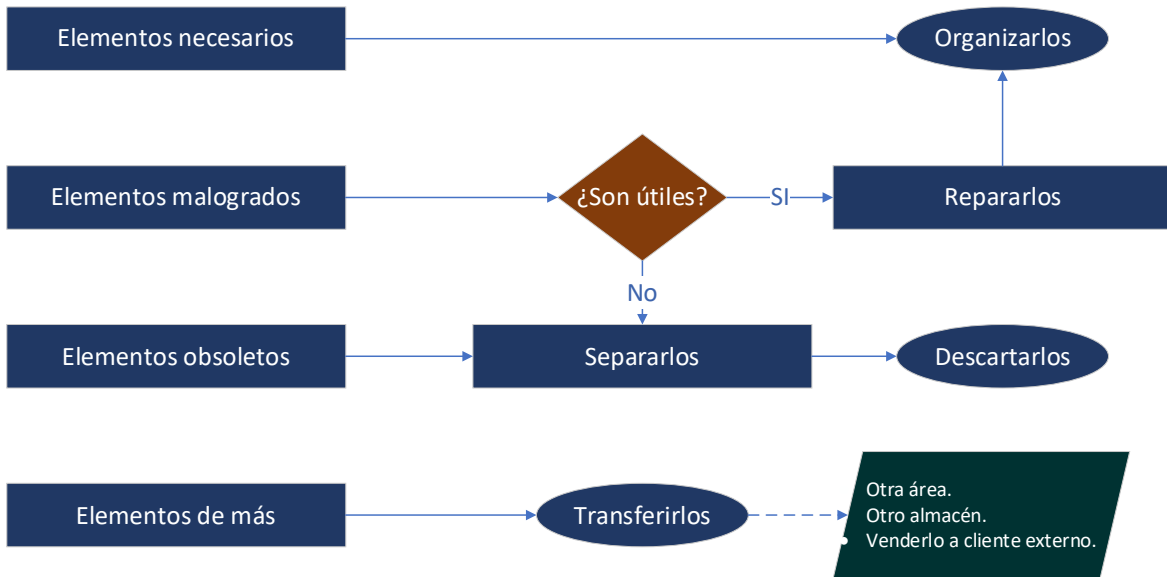 Elementos necesarios
Organizarlos
Elementos malogrados
¿Son útiles?
SI
Repararlos
No
Elementos obsoletos
Separarlos
Descartarlos
Elementos de más
Transferirlos
Otra área.
Otro almacén.
• Venderlo a cliente externo.